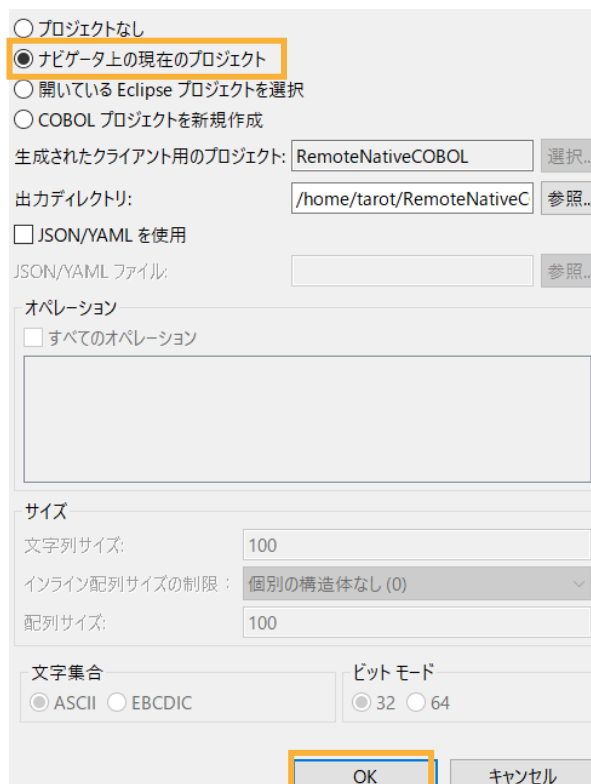 プロジェクトなし
ナビゲータ上の現在のプロジェクト
開いている Eclipse プロジェクトを選択
COBOL プロジェクトを新規作成
生成されたクライアント用のプロジェクト: RemoteNativeCOBOL 選択..
出力ディレクトリ: /home/tarot/RemoteNativeC 参照..
JSON/YAML を使用
JSON/YAML ファイル: 参照..
オペレーション
すべてのオペレーション
サイズ
文字列サイズ: 100
インライン配列サイズの制限： 個別の構造体なし (0)
配列サイズ: 100
文字集合 ビット モード
ASCII EBCDIC 32 64
OK キャンセル